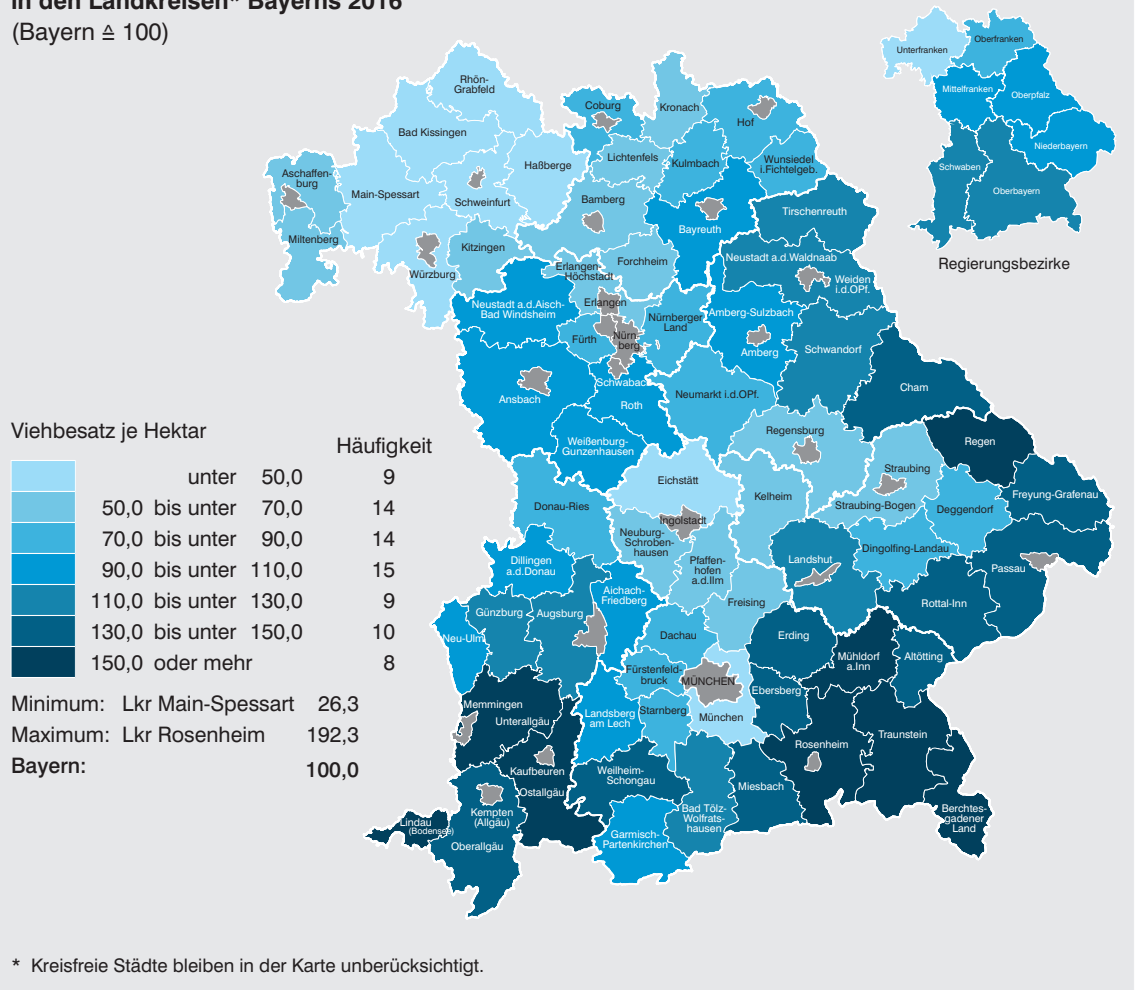 in den Landkreisen* Bayerns 2016
(Bayern ≙ 100)
Unterfranken
Oberfranken
Mittelfranken
Oberpfalz
Niederbayern
Schwaben
Oberbayern
Regierungsbezirke
Rhön-
Grabfeld
Coburg
Kronach
Hof
Bad Kissingen
Lichtenfels
Kulmbach
Wunsiedel
i.Fichtelgeb.
Haßberge
Aschaffen-
burg
Main-Spessart
Schweinfurt
Bamberg
Bayreuth
Tirschenreuth
Miltenberg
Würzburg
Kitzingen
Forchheim
Erlangen-
Höchstadt
Neustadt a.d.Waldnaab
Weiden
i.d.OPf.
Neustadt a.d.Aisch-
Bad Windsheim
Erlangen
Nürnberger
Land
Amberg-Sulzbach
Fürth
Nürn-
berg
Amberg
Schwandorf
Schwabach
Ansbach
Roth
Neumarkt i.d.OPf.
Cham
Weißenburg-
Gunzenhausen
Regensburg
Regen
Straubing
Eichstätt
Kelheim
Straubing-Bogen
Deggendorf
Freyung-Grafenau
Donau-Ries
Ingolstadt
Neuburg-
Schroben-
hausen
Pfaffen-
hofen
a.d.Ilm
Landshut
Dingolfing-Landau
Passau
Dillingen
a.d.Donau
Aichach-
Friedberg
Freising
Rottal-Inn
Günzburg
Augsburg
Neu-Ulm
Dachau
Erding
Mühldorf
a.Inn
Altötting
Fürstenfeld-
bruck
MÜNCHEN
Ebersberg
Memmingen
Unterallgäu
Landsberg
am Lech
Starnberg
München
Rosenheim
Traunstein
Kaufbeuren
Ostallgäu
Weilheim-
Schongau
Miesbach
Bad Tölz-
Wolfrats-
hausen
Berchtes-
gadener
Land
Lindau
(Bodensee)
Kempten
(Allgäu)
Oberallgäu
Garmisch-
Partenkirchen
Viehbesatz je Hektar Häufigkeit
unter 50,0 9
50,0 bis unter 70,0 14
70,0 bis unter 90,0 14
90,0 bis unter 110,0 15
110,0 bis unter 130,0 9
130,0 bis unter 150,0 10
150,0 oder mehr 8
Minimum: Lkr Main-Spessart 26,3
Maximum: Lkr Rosenheim 192,3
Bayern: 100,0
* Kreisfreie Städte bleiben in der Karte unberücksichtigt.